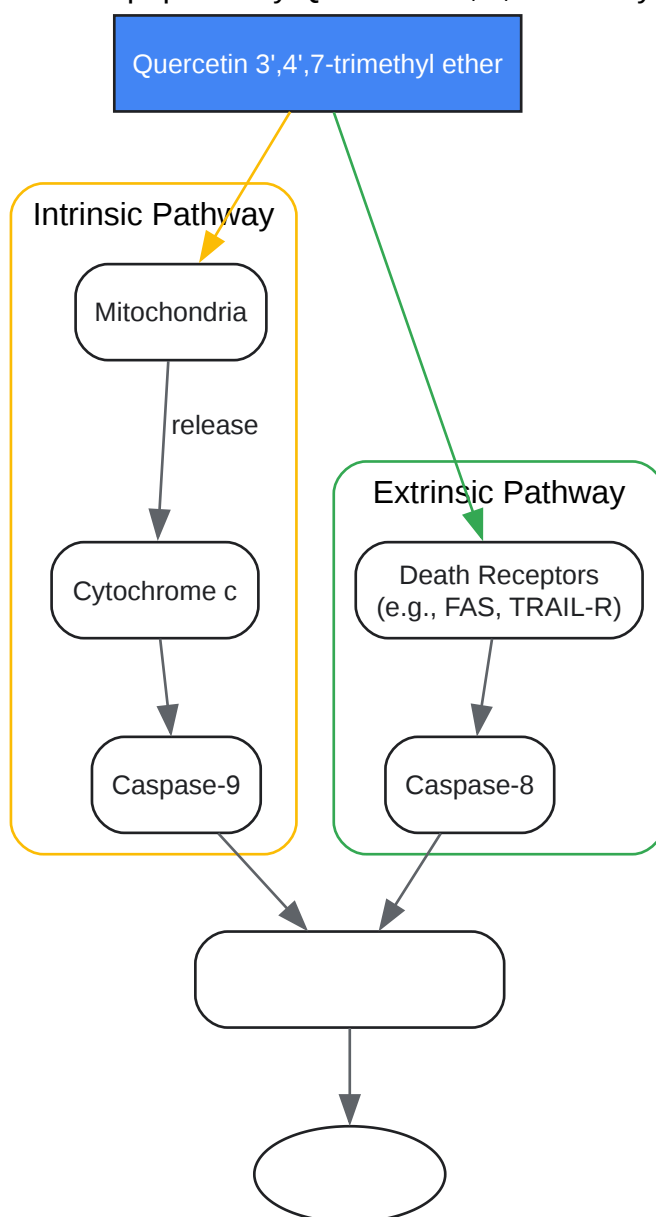 Quercetin 3',4',7-trimethyl ether
Intrinsic Pathway
Mitochondria
release
Extrinsic Pathway
Cytochrome c
Death Receptors
(e.g., FAS, TRAIL-R)
Caspase-9
Caspase-8